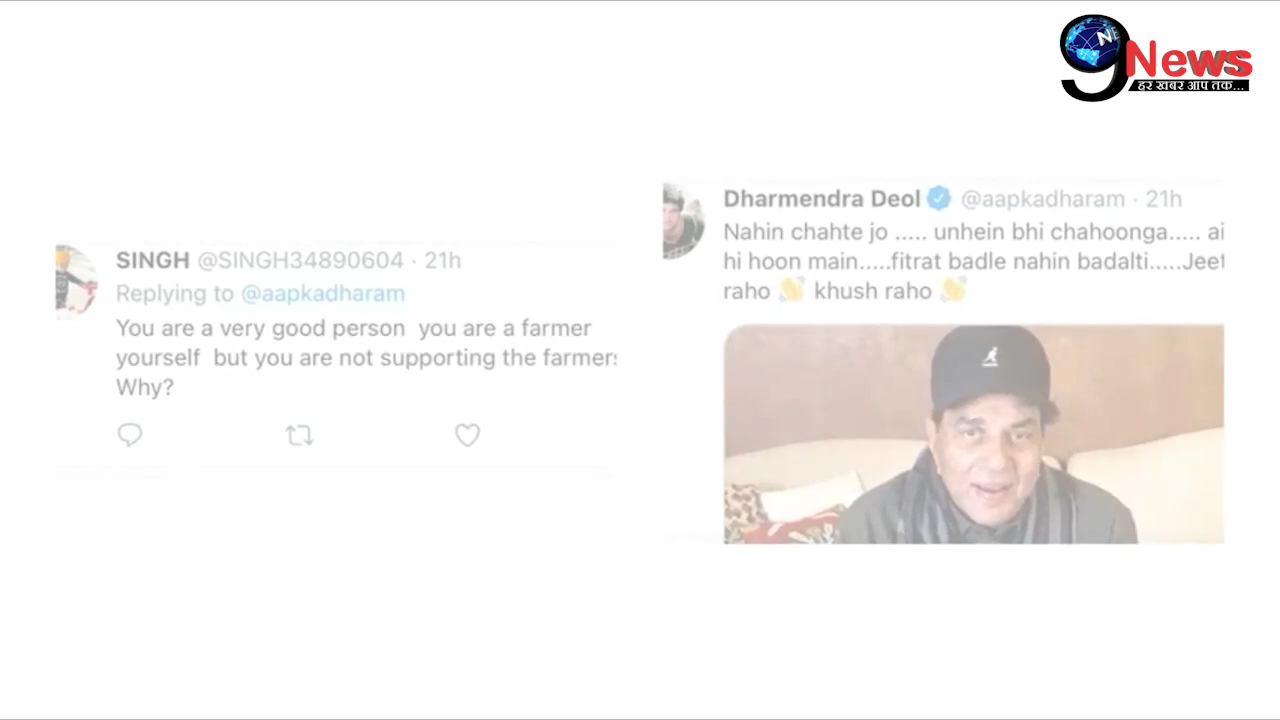 9 News
हर खबर आप तक...
SINGH @SINGH34890604 · 21h
Replying to @aapkadharam
You are a very good person you are a farmer
yourself but you are not supporting the farmers
Why?
Dharmendra Deol @aapkadharam · 21h
Nahin chahte jo ..... unhein bhi chahoonga..... ai
hi hoon main.....fitrat badle nahin badalti.....Jeet
raho 👋 khush raho 👋